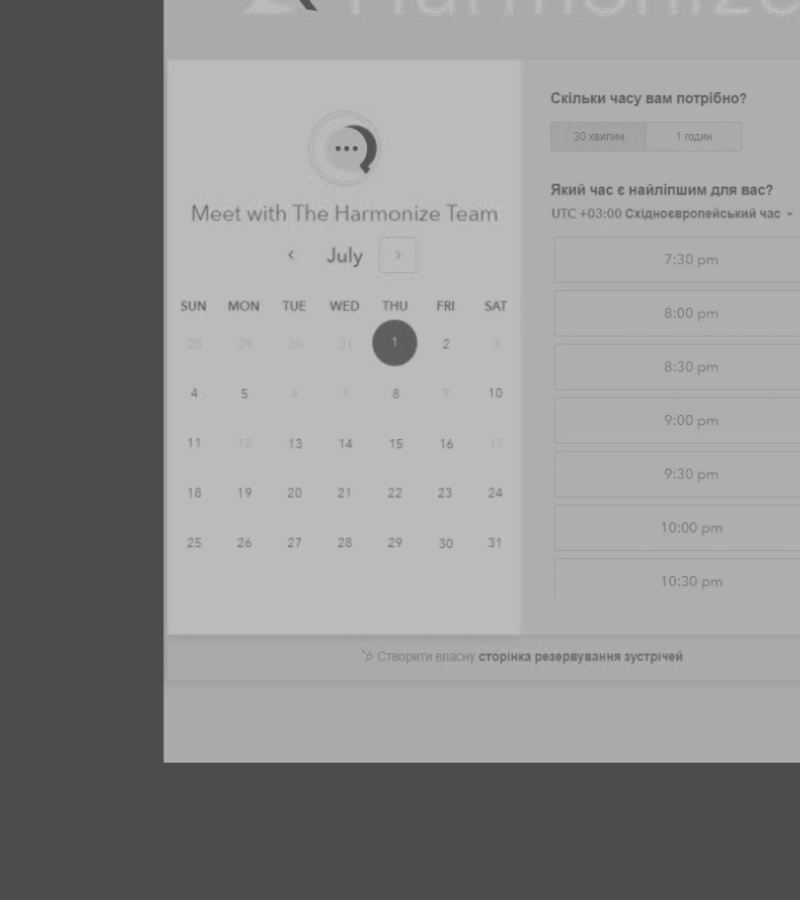 Harmonize
Скільки часу вам потрібно?
30 хвилин
1 годин
Meet with The Harmonize Team
July
SUN MON TUE WED THU FRI SAT
28 29 30 31 1 2 3
4 5 6 7 8 9 10
11 12 13 14 15 16 17
18 19 20 21 22 23 24
25 26 27 28 29 30 31
Який час є найліпшим для вас?
UTC +03:00 Східноєвропейський час
7:30 pm
8:00 pm
8:30 pm
9:00 pm
9:30 pm
10:00 pm
10:30 pm
Створити власну сторінка резервування зустрічей